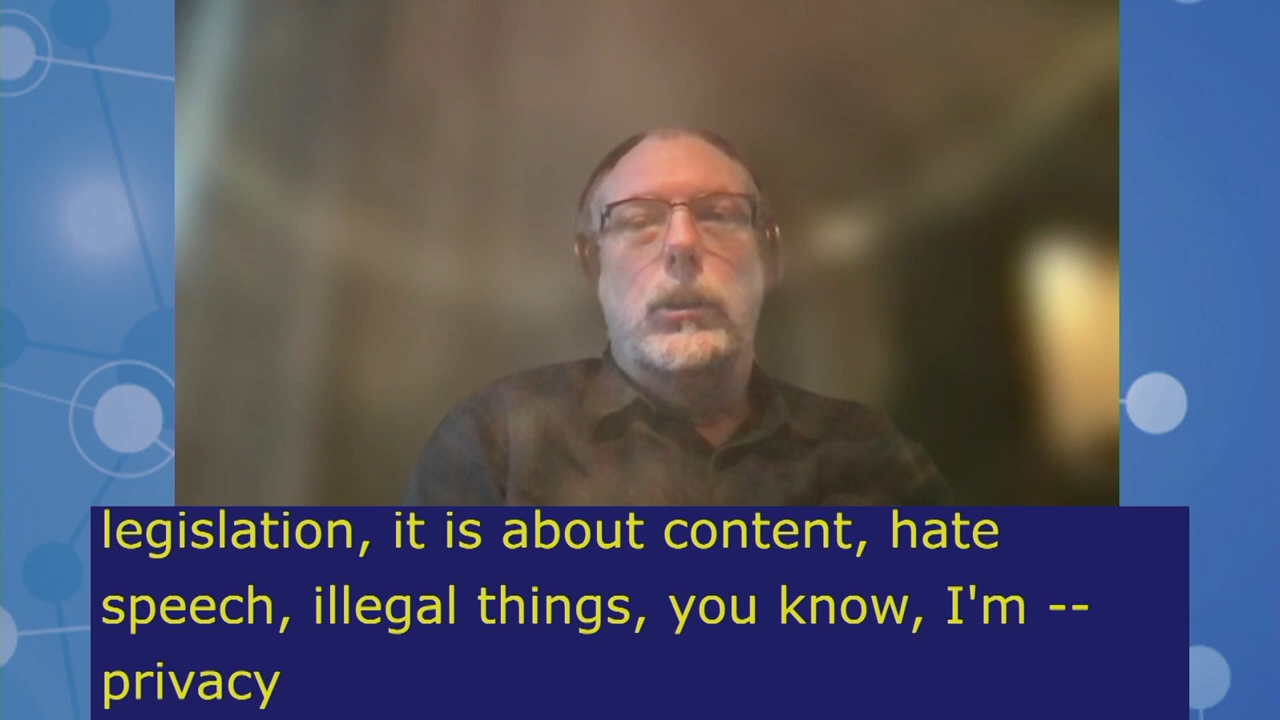 legislation, it is about content, hate
speech, illegal things, you know, I'm --
privacy